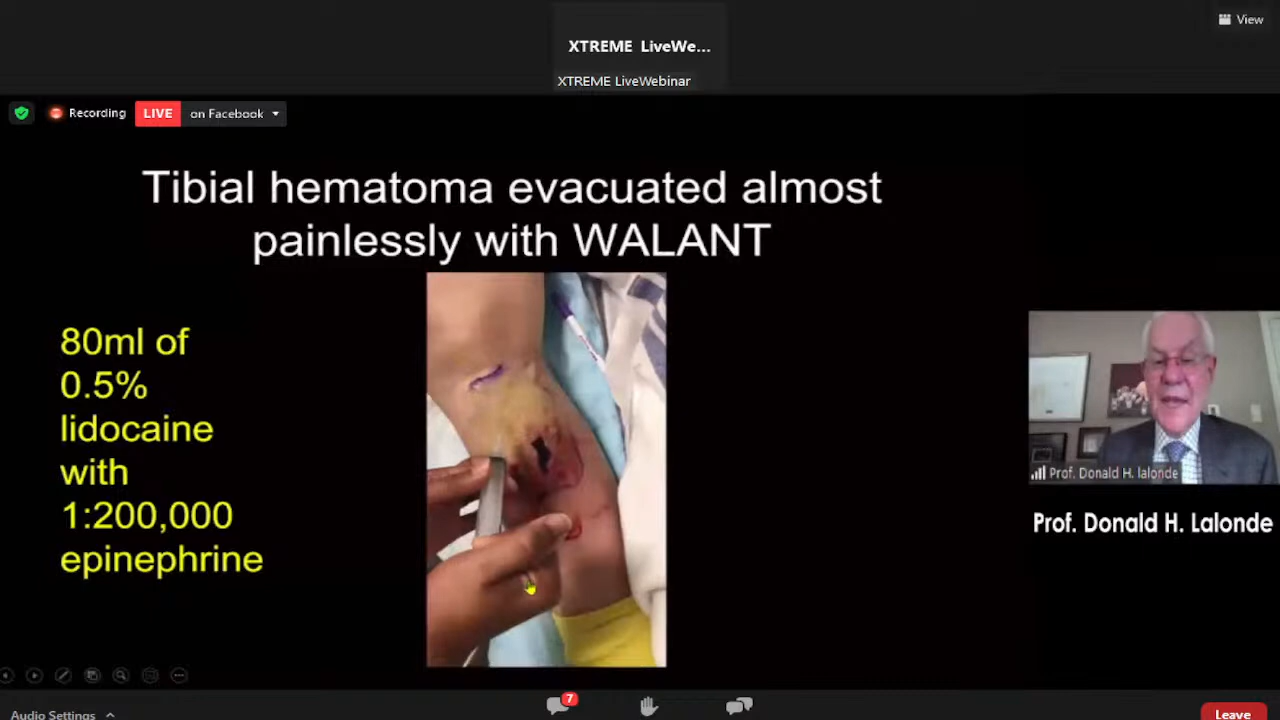 View
XTREME LiveWe...
XTREME LiveWebinar
Recording
LIVE
on Facebook
Tibial hematoma evacuated almost
painlessly with WALANT
80ml of
0.5%
lidocaine
with
1:200,000
epinephrine
Prof. Donald H. lalonde
Prof. Donald H. Lalonde
7
Audio Settings
Leave